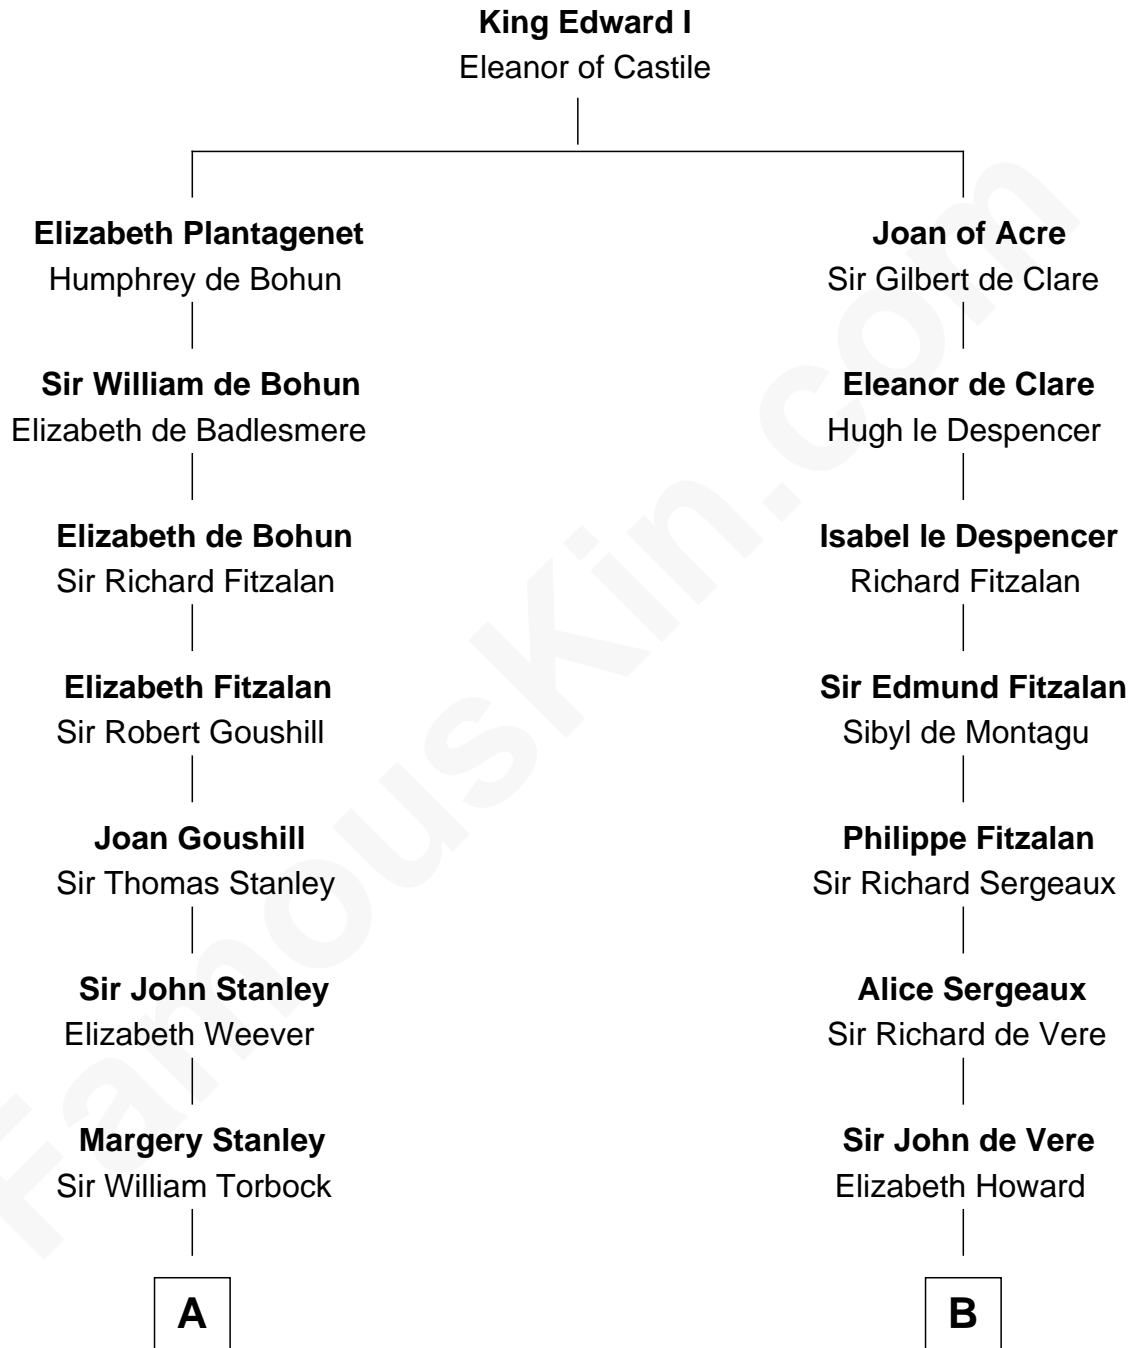 King Edward I
Eleanor of Castile
Elizabeth Plantagenet
Humphrey de Bohun
Joan of Acre
Sir Gilbert de Clare
Sir William de Bohun
Elizabeth de Badlesmere
Eleanor de Clare
Hugh le Despencer
Elizabeth de Bohun
Sir Richard Fitzalan
Isabel le Despencer
Richard Fitzalan
Elizabeth Fitzalan
Sir Robert Goushill
Sir Edmund Fitzalan
Sibyl de Montagu
Joan Goushill
Sir Thomas Stanley
Philippe Fitzalan
Sir Richard Sergeaux
Sir John Stanley
Elizabeth Weever
Alice Sergeaux
Sir Richard de Vere
Margery Stanley
Sir William Torbock
Sir John de Vere
Elizabeth Howard
A
B
FamousKin.com